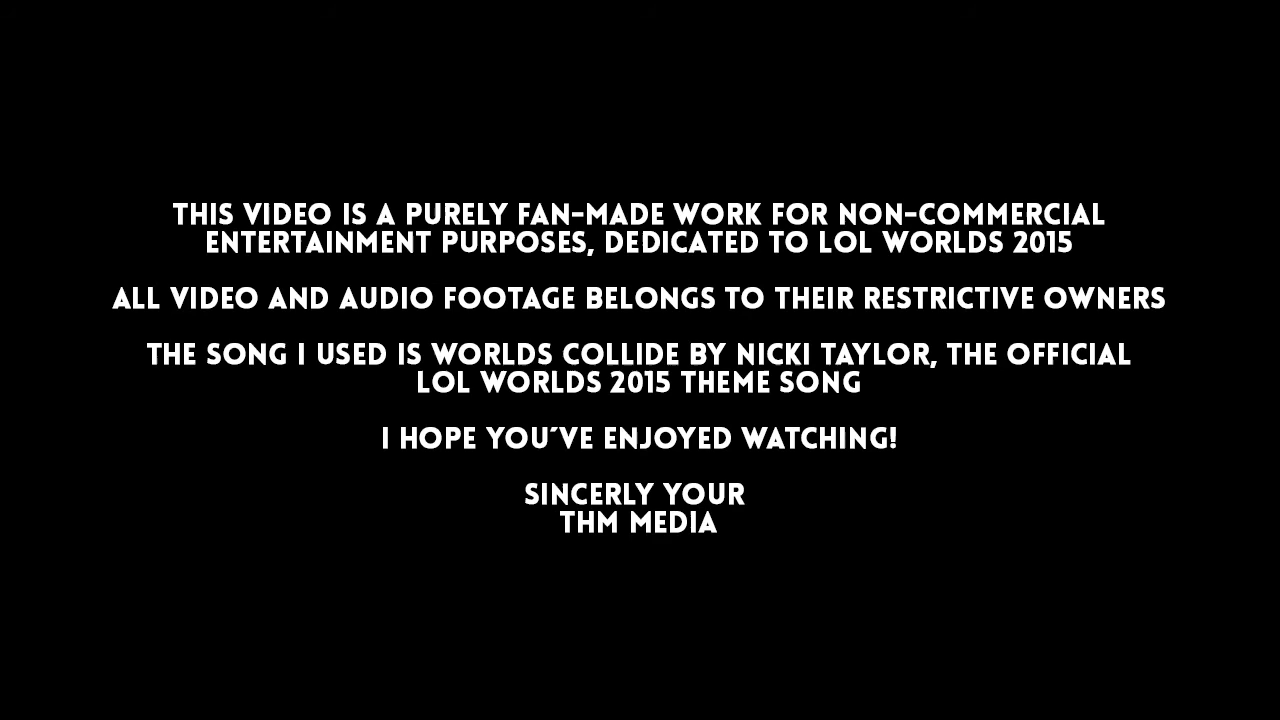 THIS VIDEO IS A PURELY FAN-MADE WORK FOR NON-COMMERCIAL
ENTERTAINMENT PURPOSES, DEDICATED TO LOL WORLDS 2015
ALL VIDEO AND AUDIO FOOTAGE BELONGS TO THEIR RESTRICTIVE OWNERS
THE SONG I USED IS WORLDS COLLIDE BY NICKI TAYLOR, THE OFFICIAL
LOL WORLDS 2015 THEME SONG
I HOPE YOU'VE ENJOYED WATCHING!
SINCERLY YOUR
THM MEDIA